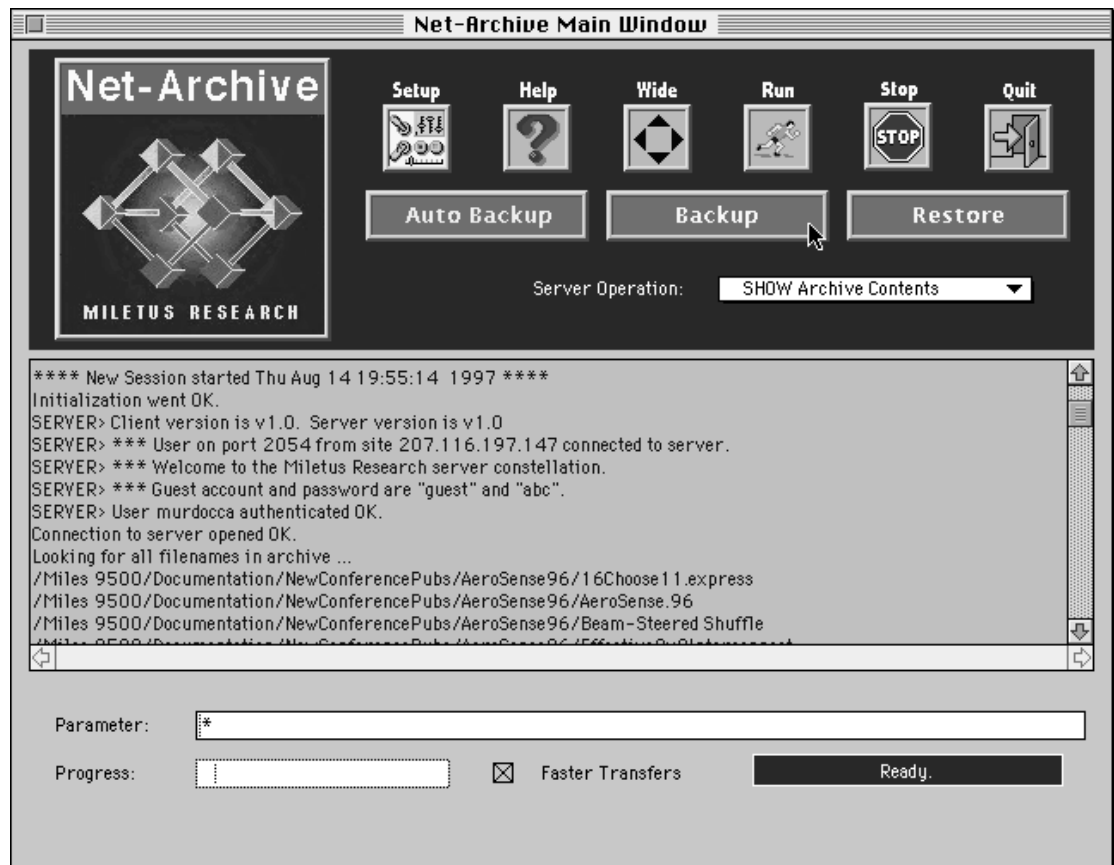 Net-Archive Main Window
Net-Archive
MILETUS RESEARCH
Setup Help Wide Run Stop Quit
STOP
Auto Backup Backup Restore
Server Operation: SHOW Archive Contents
**** New Session started Thu Aug 14 19:55:14 1997 ****
Initialization went OK.
SERVER> Client version is v1.0. Server version is v1.0
SERVER> *** User on port 2054 from site 207.116.197.147 connected to server.
SERVER> *** Welcome to the Miletus Research server constellation.
SERVER> *** Guest account and password are "guest" and "abc".
SERVER> User murdocca authenticated OK.
Connection to server opened OK.
Looking for all filenames in archive ...
/Miles 9500/Documentation/NewConferencePubs/AeroSense96/16Choose11.express
/Miles 9500/Documentation/NewConferencePubs/AeroSense96/AeroSense.96
/Miles 9500/Documentation/NewConferencePubs/AeroSense96/Beam-Steered Shuffle
Parameter: *
Progress: Faster Transfers Ready.